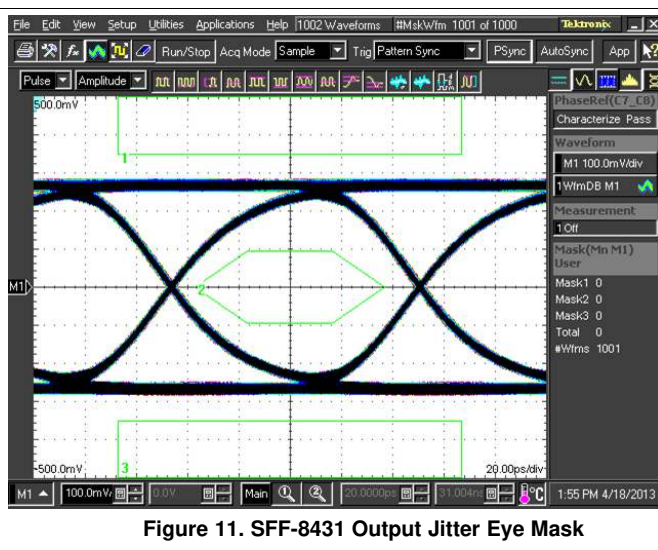 File Edit View Setup Utilities Applications Help 1002 Waveforms #MskWfm 1001 of 1000 Tektronix
Run/Stop Acq Mode Sample Trig Pattern Sync PSync AutoSync App
Pulse Amplitude
500.0mV
PhaseRef(C7_C8)
Characterize Pass
Waveform
M1 100.0mV/div
1WfmDB M1
Measurement
1 Off
Mask(Mn M1)
User
Mask1 0
Mask2 0
Mask3 0
Total 0
#Wfms 1001
1
M1
2
3
-500.0mV
20.00ps/div
M1 100.0mV/ 0.0V Main 20.0000ps 31.004ns °C 1:55 PM 4/18/2013
Figure 11. SFF-8431 Output Jitter Eye Mask